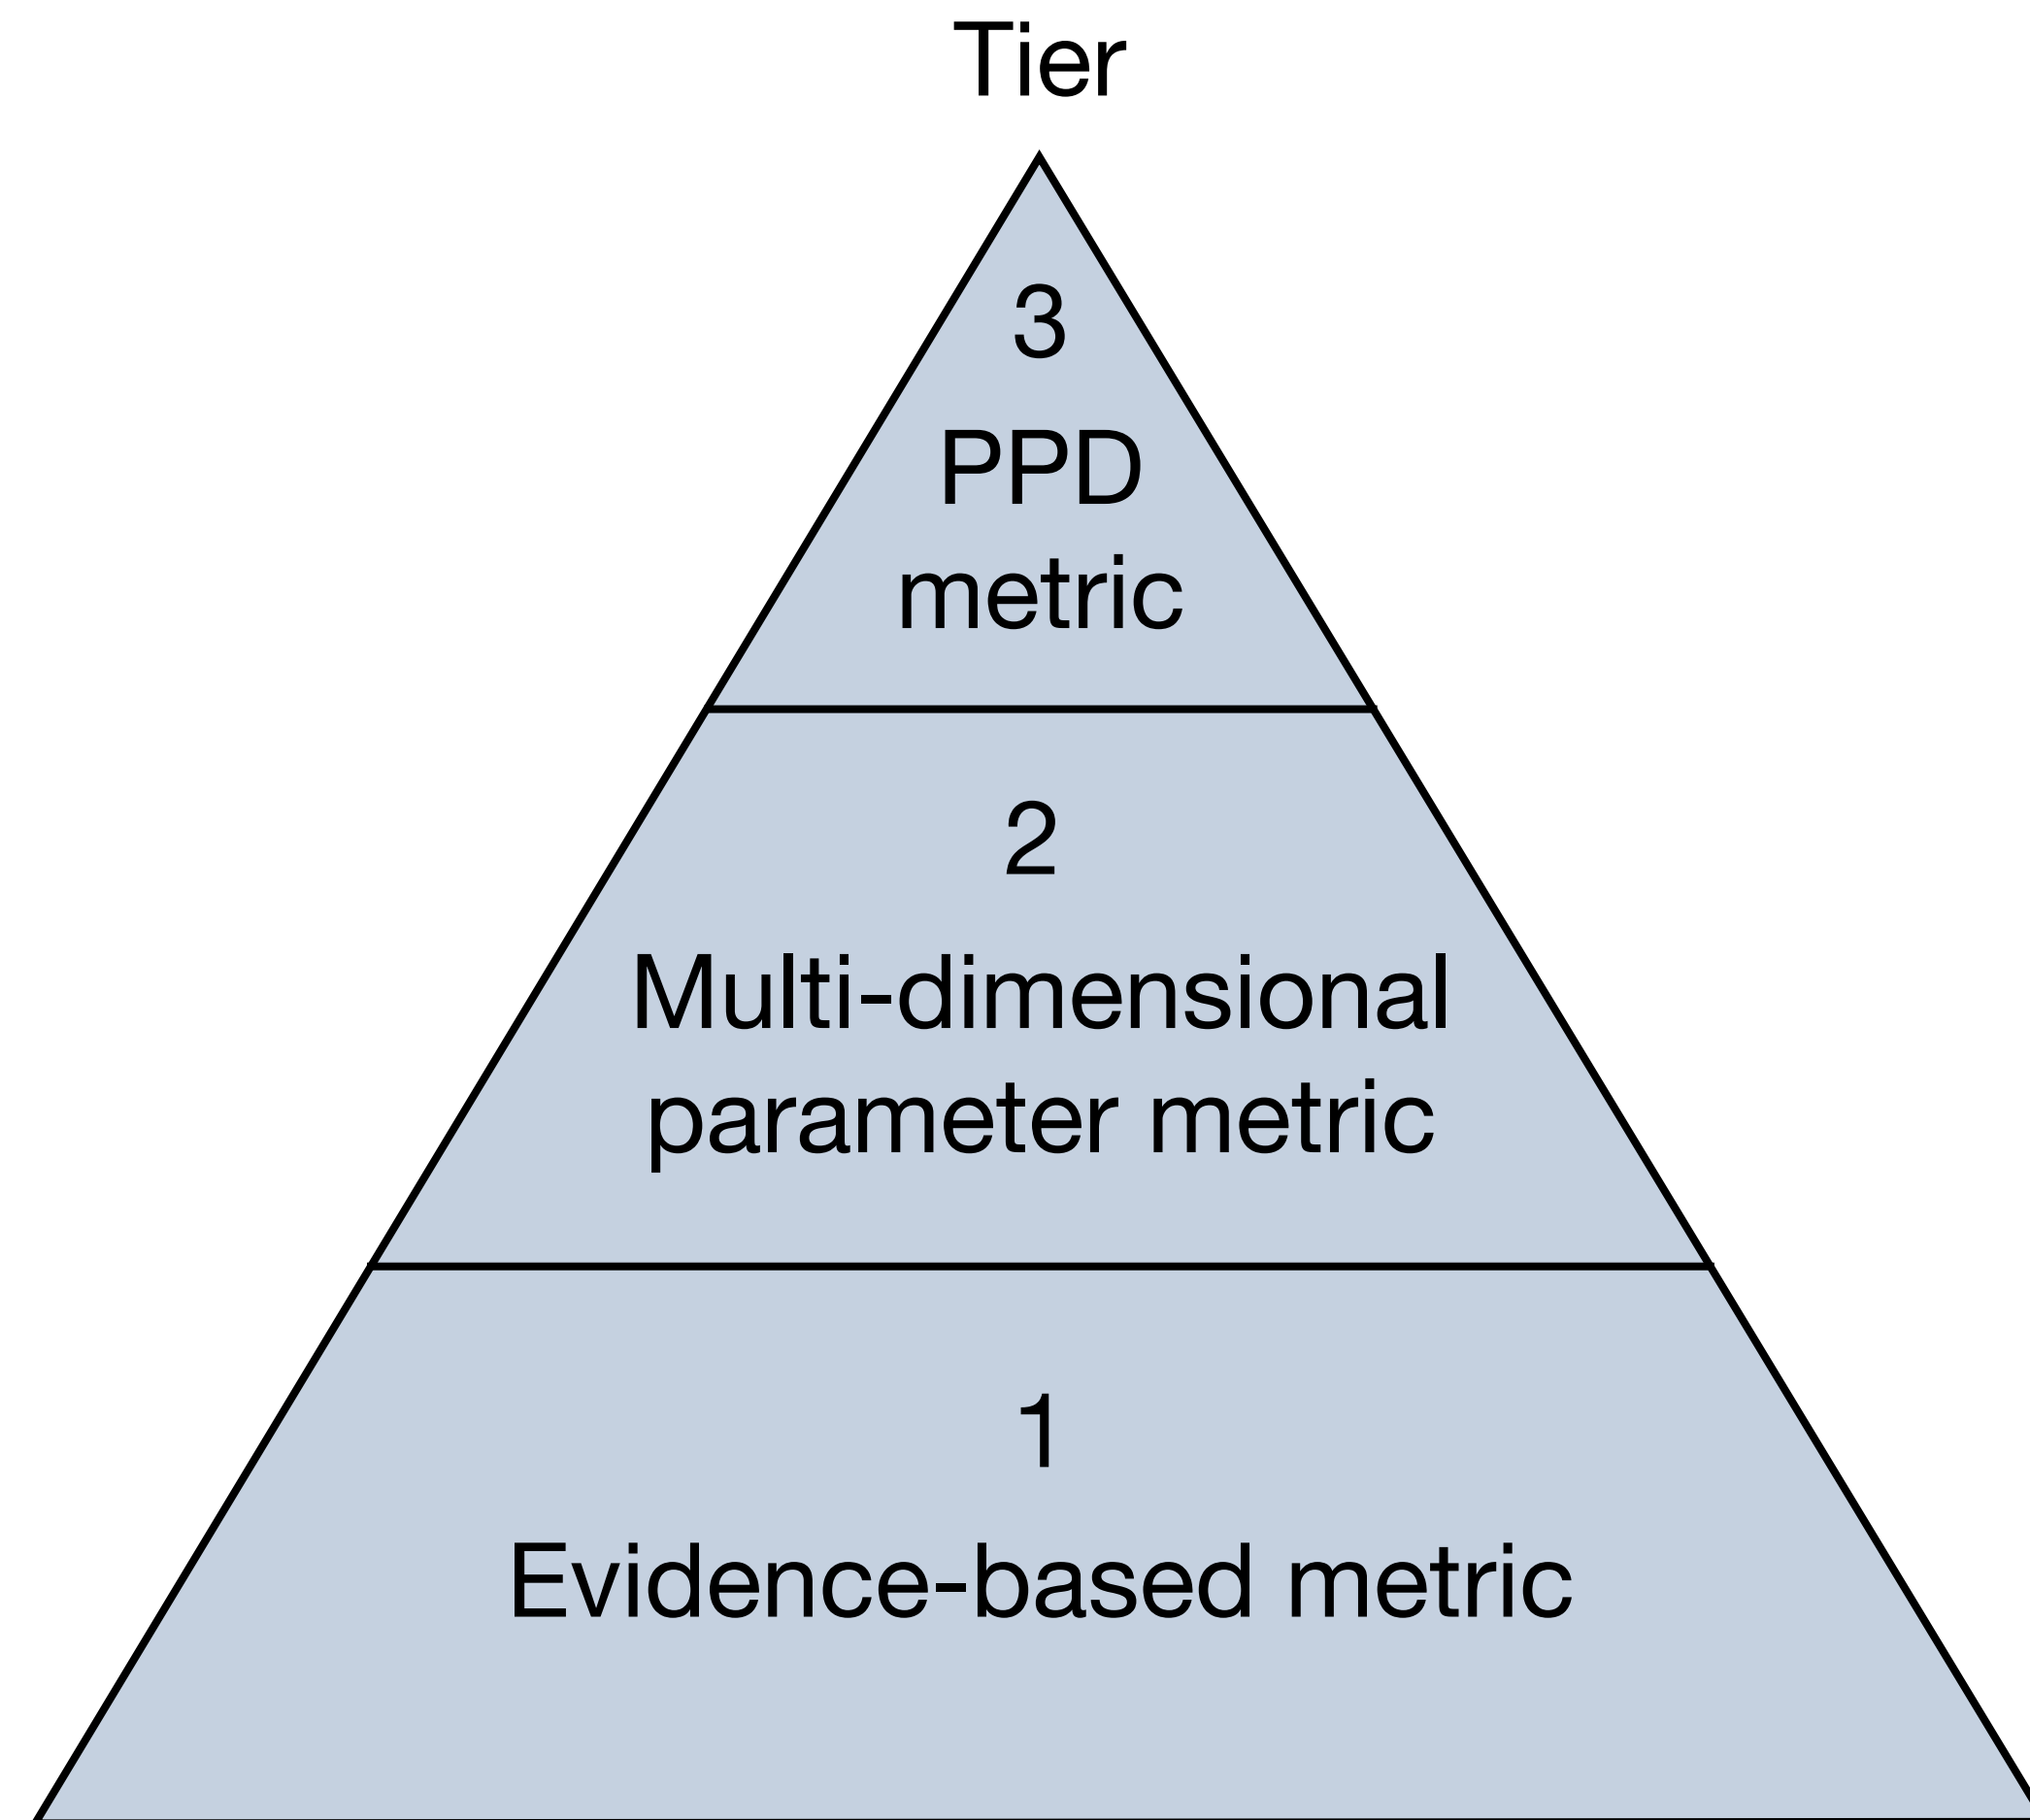 Tier
3
PPD
metric
2
Multi-dimensional
parameter metric
1
Evidence-based metric